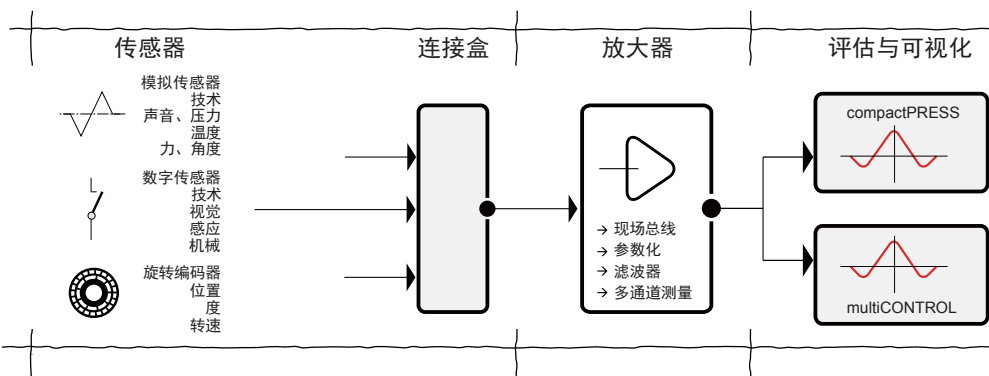 传感器
连接盒
放大器
评估与可视化
模拟传感器
技术
声音、压力
温度
力、角度
数字传感器
技术
视觉
感应
机械
旋转编码器
位置
度
转速
→ 现场总线
→ 参数化
→ 滤波器
→ 多通道测量
compactPRESS
multiCONTROL